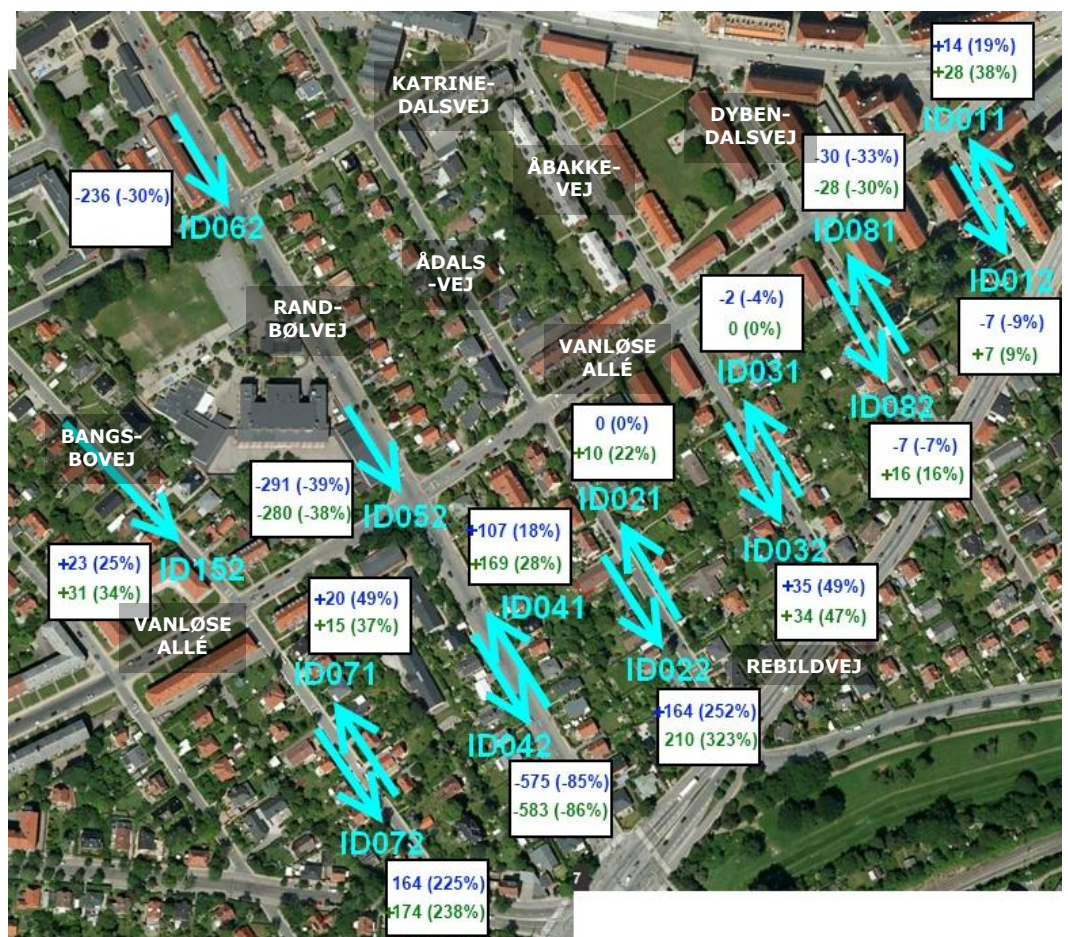 +14 (19%)
+28 (38%)
ID011
KATRINE-
DALSVEJ
DYBEN-
DALSVEJ
-30 (-33%)
-28 (-30%)
ID081
ÅBAKKE-
VEJ
-236 (-30%)
ID062
ÅDALS
-VEJ
ID012
-7 (-9%)
+7 (9%)
RAND-
BØLVEJ
-2 (-4%)
0 (0%)
ID031
VANLØSE
ALLÉ
ID082
-7 (-7%)
+16 (16%)
0 (0%)
+10 (22%)
ID021
BANGS-
BOVEJ
-291 (-39%)
-280 (-38%)
ID052
+107 (18%)
+169 (28%)
ID041
ID032
+35 (49%)
+34 (47%)
ID152
+23 (25%)
+31 (34%)
VANLØSE
ALLÉ
+20 (49%)
+15 (37%)
ID071
ID022
REBILDVEJ
+164 (252%)
210 (323%)
ID042
-575 (-85%)
-583 (-86%)
ID072
164 (225%)
+174 (238%)
7